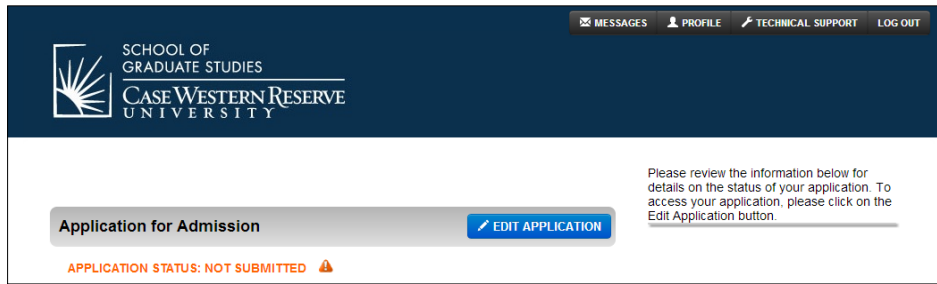 MESSAGES PROFILE TECHNICAL SUPPORT LOG OUT
SCHOOL OF
GRADUATE STUDIES
CASE WESTERN RESERVE
UNIVERSITY
Please review the information below for
details on the status of your application. To
access your application, please click on the
Edit Application button.
Application for Admission
EDIT APPLICATION
APPLICATION STATUS: NOT SUBMITTED